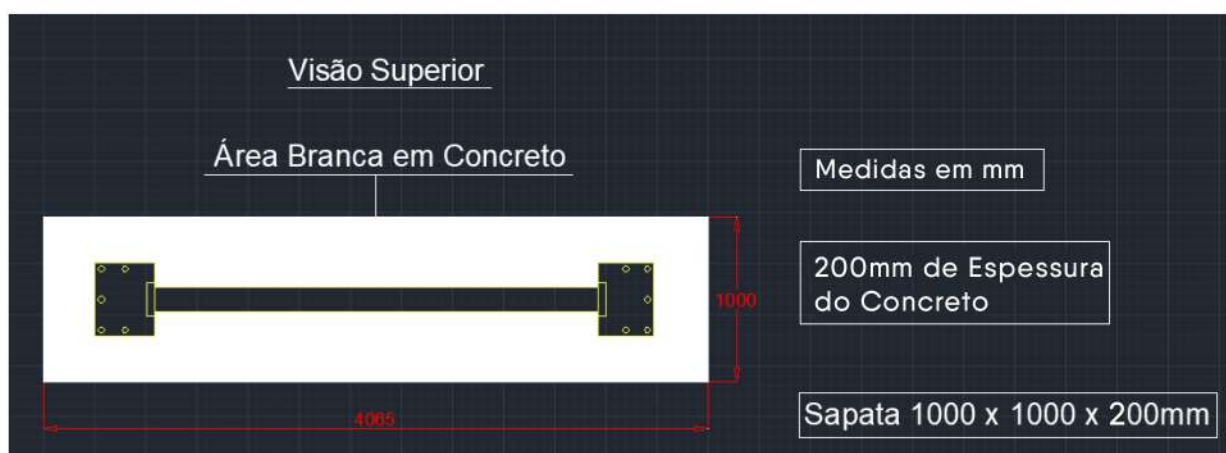 Visão Superior
Área Branca em Concreto
Medidas em mm
200mm de Espessura
do Concreto
1000
4065
Sapata 1000 x 1000 x 200mm